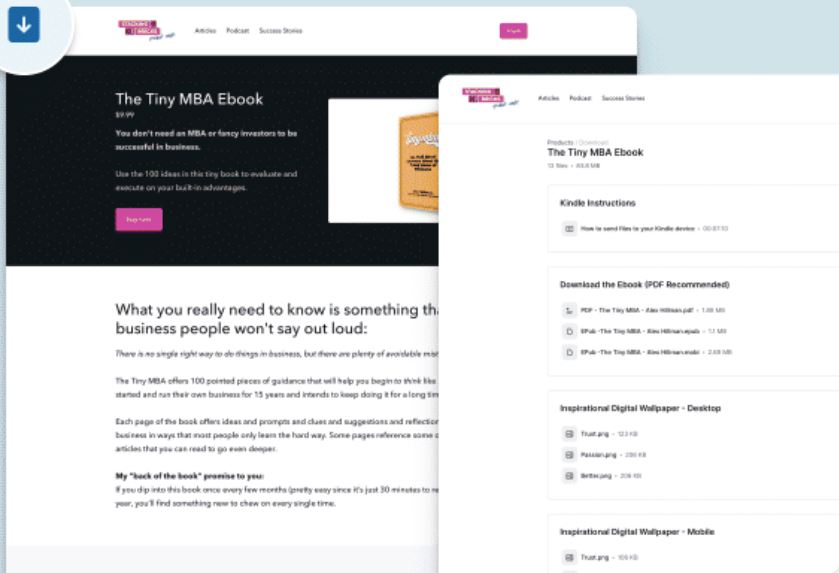 STACKING
BRICKS
Articles Podcast Success Stories
The Tiny MBA Ebook
$9.99
You don't need an MBA or fancy investors to be
successful in business.
Use the 100 ideas in this tiny book to evaluate and
execute on your built-in advantages.
What you really need to know is something tha
business people won't say out loud:
There is no single right way to do things in business, but there are plenty of avoidable mist
The Tiny MBA offers 100 pointed pieces of guidance that will help you begin to think like
started and run their own business for 15 years and intends to keep doing it for a long tim
Each page of the book offers ideas and prompts and clues and suggestions and reflection
business in ways that most people only learn the hard way. Some pages reference some o
articles that you can read to go even deeper.
My "back of the book" promise to you:
If you dip into this book once every few months (pretty easy since it's just 30 minutes to re
year, you'll find something new to chew on every single time.
STACKING
BRICKS
Articles Podcast Success Stories
Products / Download
The Tiny MBA Ebook
13 files • 83.8 MB
Kindle Instructions
How to send files to your Kindle device • 00:07:10
Download the Ebook (PDF Recommended)
PDF - The Tiny MBA - Alex Hillman.pdf • 1.88 MB
EPub -The Tiny MBA - Alex Hillman.epub • 1.1 MB
EPub -The Tiny MBA - Alex Hillman.mobi • 2.69 MB
Inspirational Digital Wallpaper - Desktop
Trust.png • 123 KB
Passion.png • 206 KB
Better.png • 206 KB
Inspirational Digital Wallpaper - Mobile
Trust.png • 109 KB